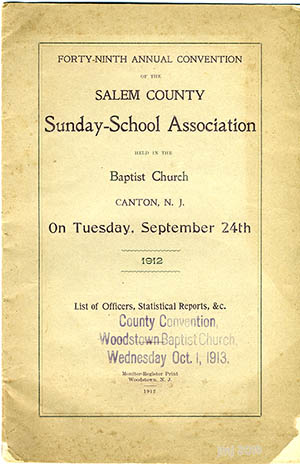 FORTY-NINTH ANNUAL CONVENTION
OF THE
SALEM COUNTY
Sunday-School Association
HELD IN THE
Baptist Church
CANTON, N. J.
On Tuesday, September 24th
1912
List of Officers, Statistical Reports, &c.
County Convention,
Woodstown Baptist Church,
Wednesday Oct. 1, 1913.
Monitor-Register Print
Woodstown, N. J.
1912